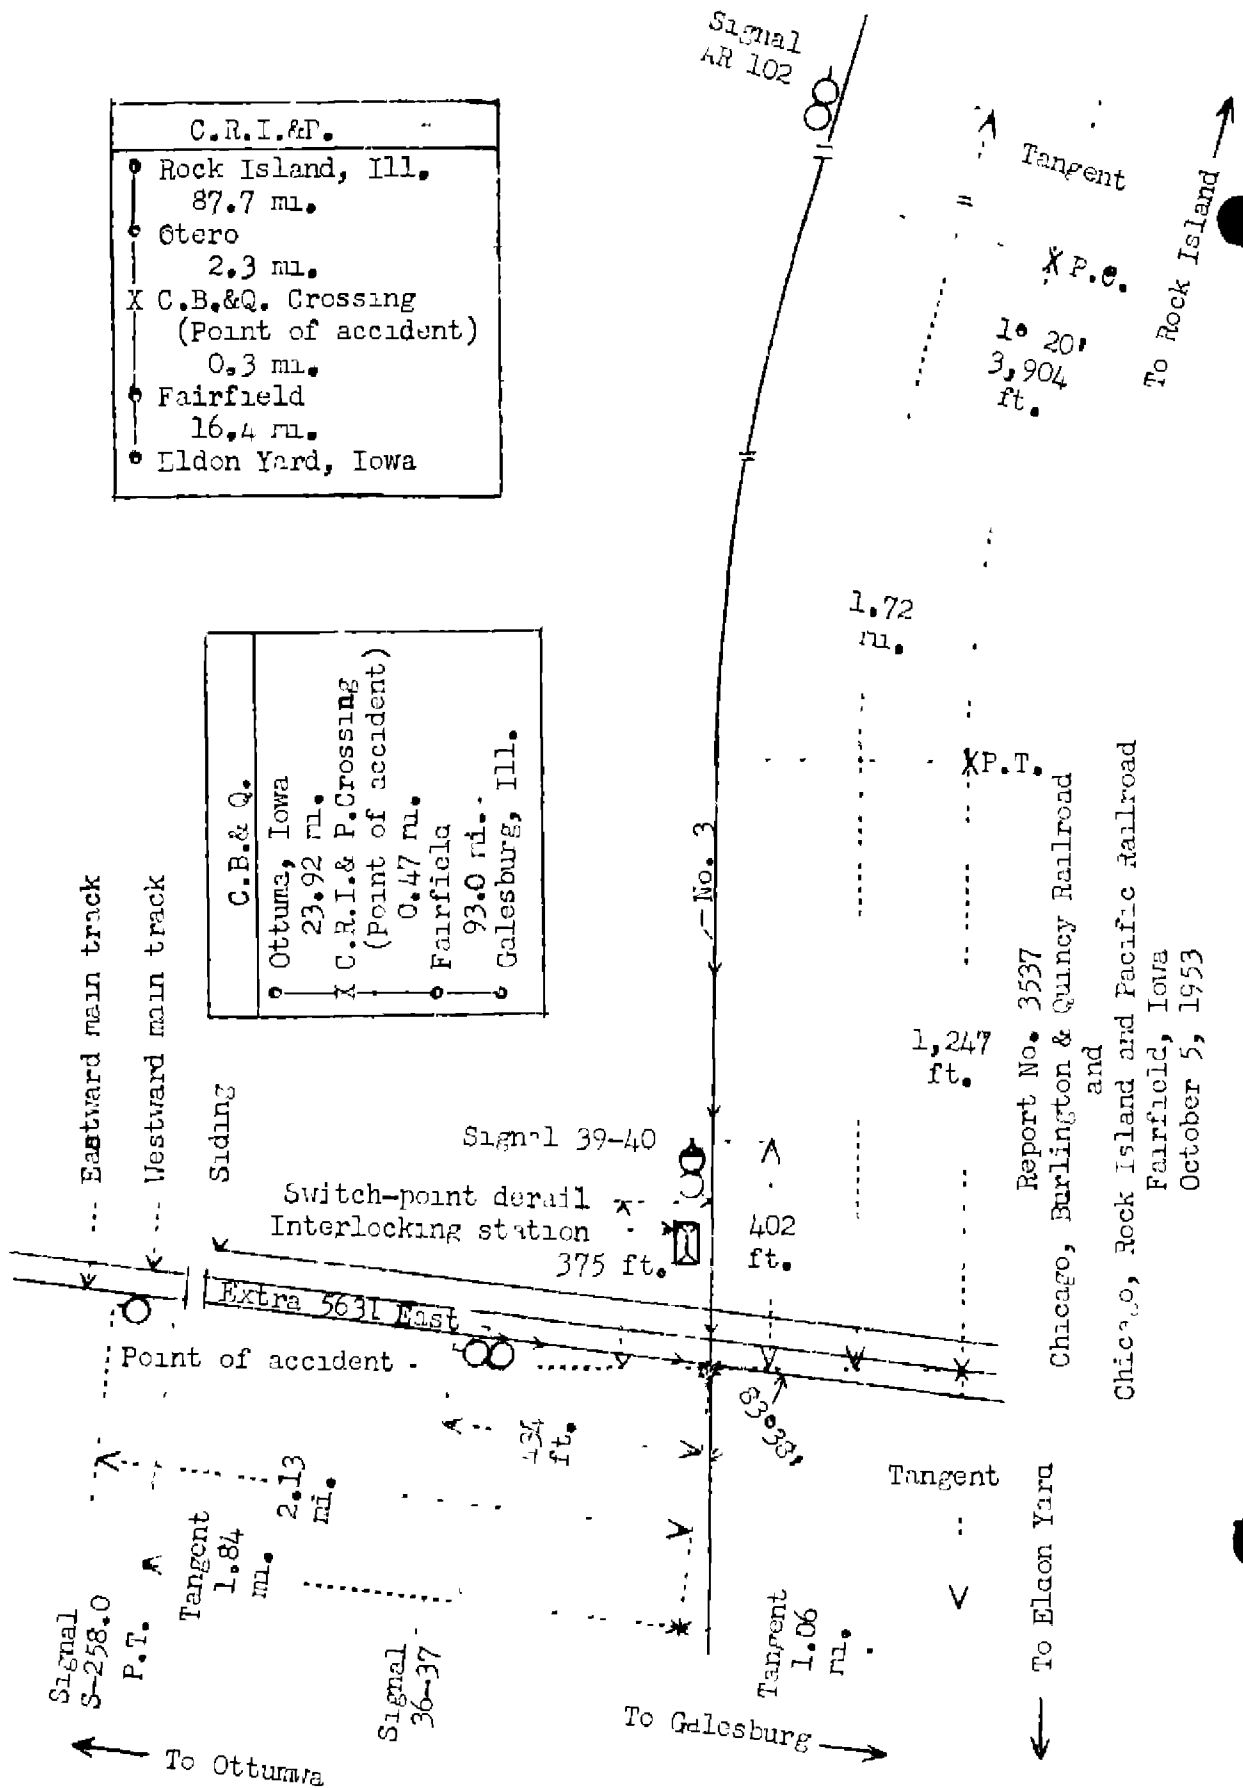 Signal
AR 102
C.R.I.&P.
Rock Island, Ill.
87.7 mi.
Otero
2.3 mi.
X C.B.&Q. Crossing
(Point of accident)
0.3 mi.
Fairfield
16.4 mi.
Eldon Yard, Iowa
Tangent
To Rock Island
X P.C.
1° 20'
3,904
ft.
1.72
mi.
C.B.& Q.
Ottuma, Iowa
23.92 mi.
X C.R.I.& P.Crossing
(Point of accident)
0.47 mi.
Fairfield
93.0 mi.
Galesburg, Ill.
X P.T.
No. 3
Eastward main track
Westward main track
Siding
1,247
ft.
Signal 39-40
Switch-point derail
Interlocking station
375 ft.
402
ft.
Extra 5631 East
Point of accident
83°38'
434
ft.
2.13
mi.
Tangent
1.84
mi.
Signal
S-258.0
P.T.
Signal
36-37
Tangent
1.06
mi.
Tangent
To Ottumwa
To Galesburg
To Eldon Yard
Report No. 3537
Chicago, Burlington & Quincy Railroad
and
Chicago, Rock Island and Pacific Railroad
Fairfield, Iowa
October 5, 1953